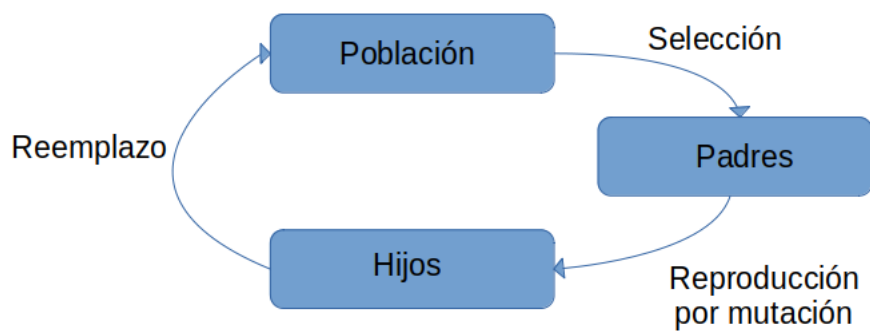 Población
Selección
Padres
Reemplazo
Hijos
Reproducción
por mutación